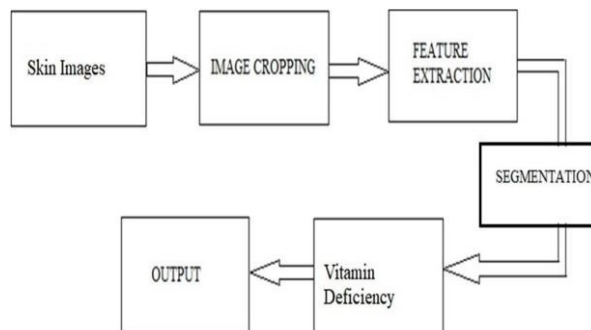 Skin Images
IMAGE CROPPING
FEATURE
EXTRACTION
SEGMENTATION
Vitamin
Deficiency
OUTPUT